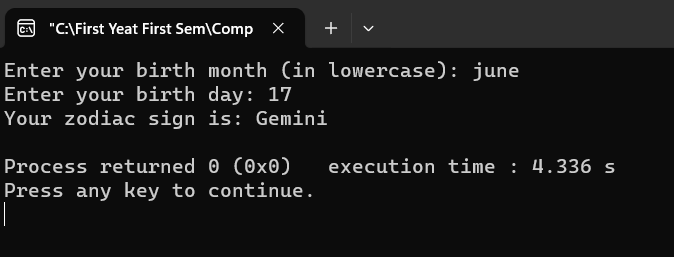 "C:\First Yeat First Sem\Comp
Enter your birth month (in lowercase): june
Enter your birth day: 17
Your zodiac sign is: Gemini
Process returned 0 (0x0)   execution time : 4.336 s
Press any key to continue.